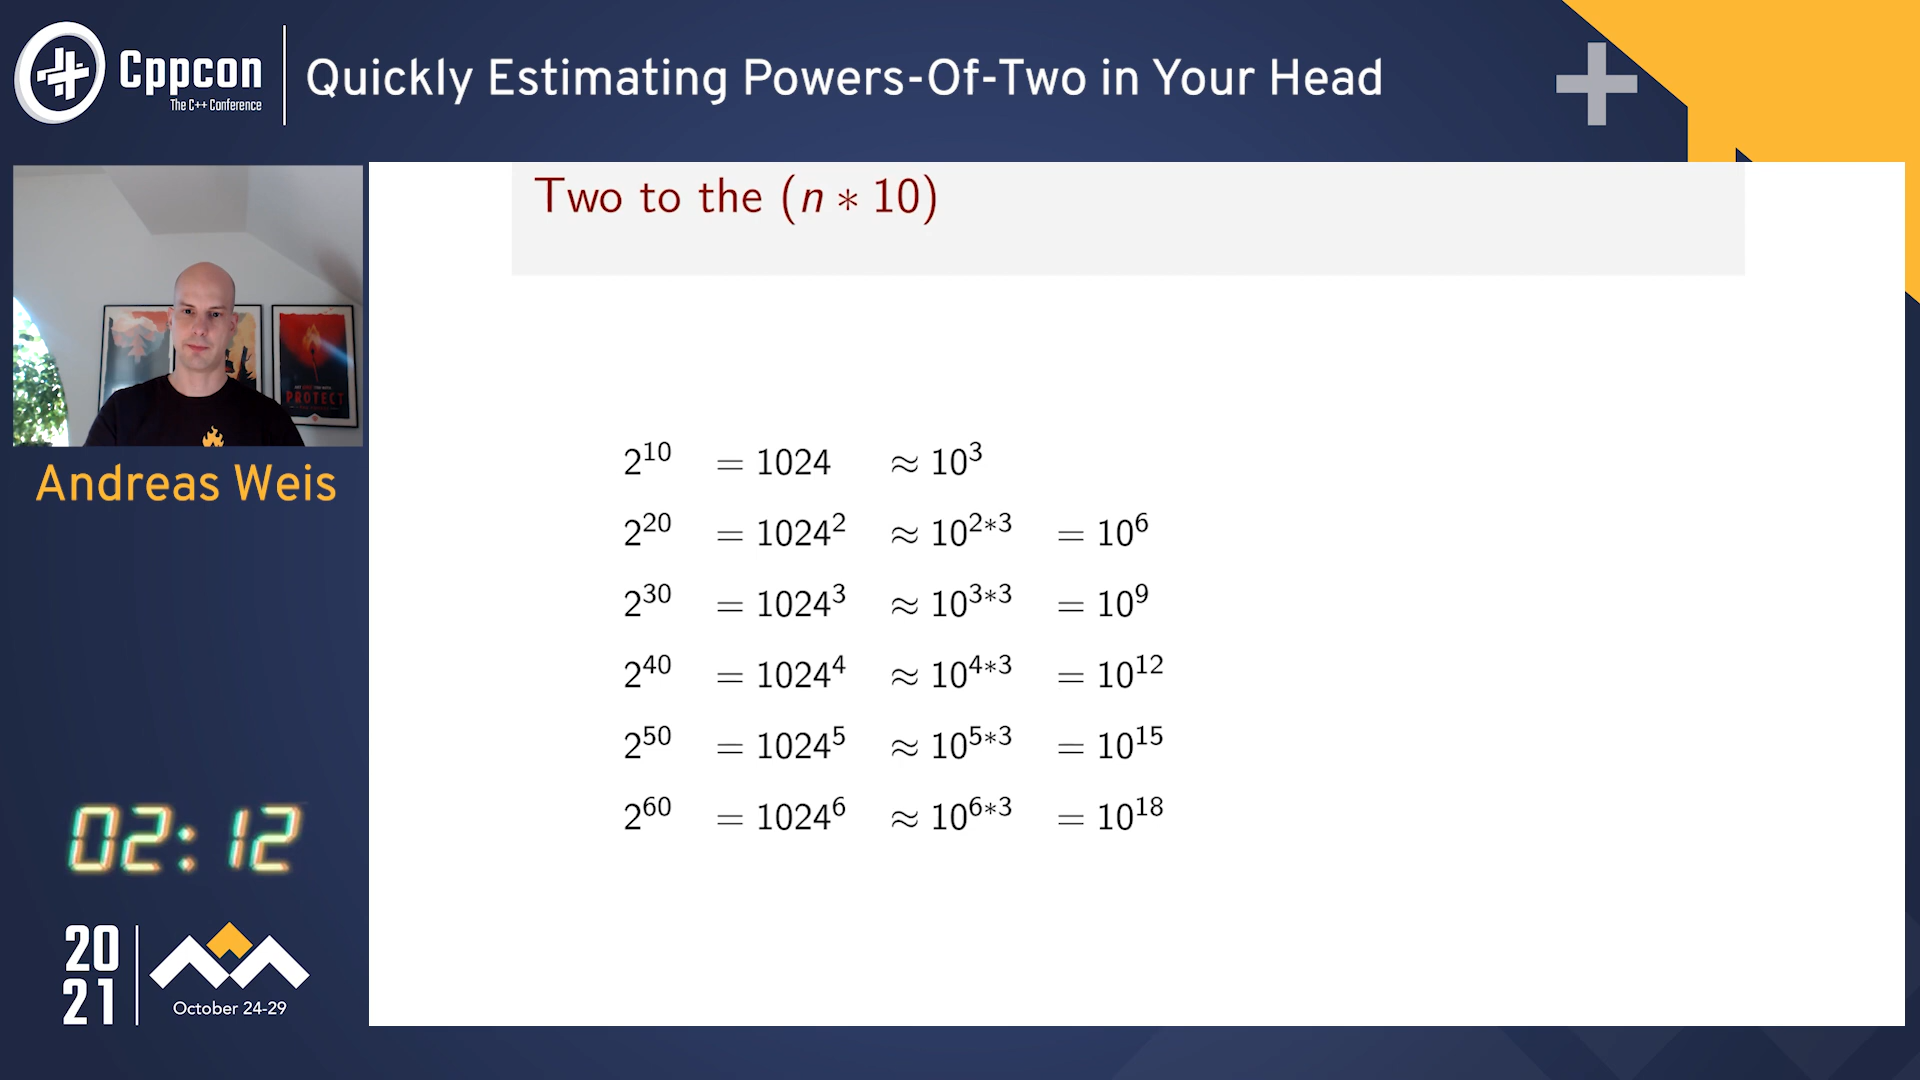 Cppcon
The C++ Conference
Quickly Estimating Powers-Of-Two in Your Head
Two to the (n ∗ 10)
PROTECT
Andreas Weis
2¹⁰ = 1024 ≈ 10³
2²⁰ = 1024² ≈ 10²*³ = 10⁶
2³⁰ = 1024³ ≈ 10³*³ = 10⁹
2⁴⁰ = 1024⁴ ≈ 10⁴*³ = 10¹²
2⁵⁰ = 1024⁵ ≈ 10⁵*³ = 10¹⁵
2⁶⁰ = 1024⁶ ≈ 10⁶*³ = 10¹⁸
02:12
20
21
October 24-29